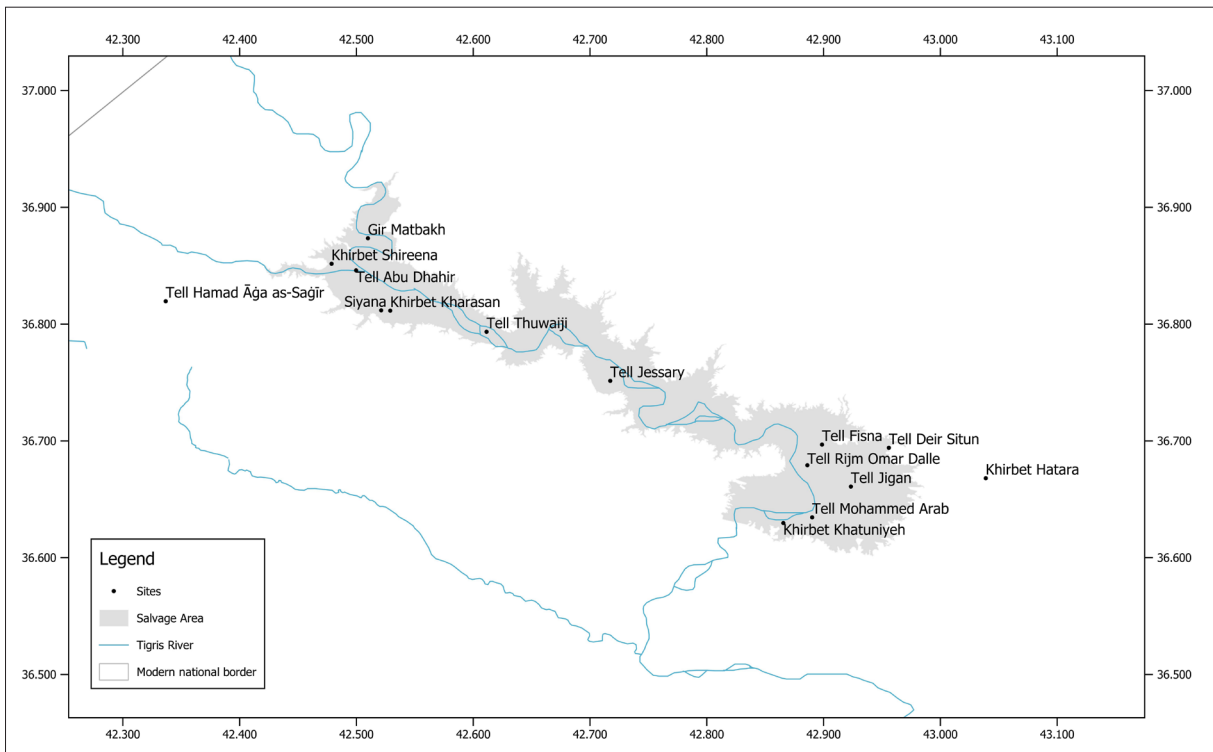 42.300 42.400 42.500 42.600 42.700 42.800 42.900 43.000 43.100
37.000 37.000
36.900 36.900
Gir Matbakh
Khirbet Shireena
Tell Abu Dhahir
Tell Hamad Āġa as-Saġīr
Siyana Khirbet Kharasan
36.800 36.800
Tell Thuwaiji
Tell Jessary
36.700 36.700
Tell Fisna Tell Deir Situn
Tell Rijm Omar Dalle
Khirbet Hatara
Tell Jigan
Tell Mohammed Arab
Khirbet Khatuniyeh
36.600 36.600
Legend
Sites
Salvage Area
Tigris River
Modern national border
36.500 36.500
42.300 42.400 42.500 42.600 42.700 42.800 42.900 43.000 43.100